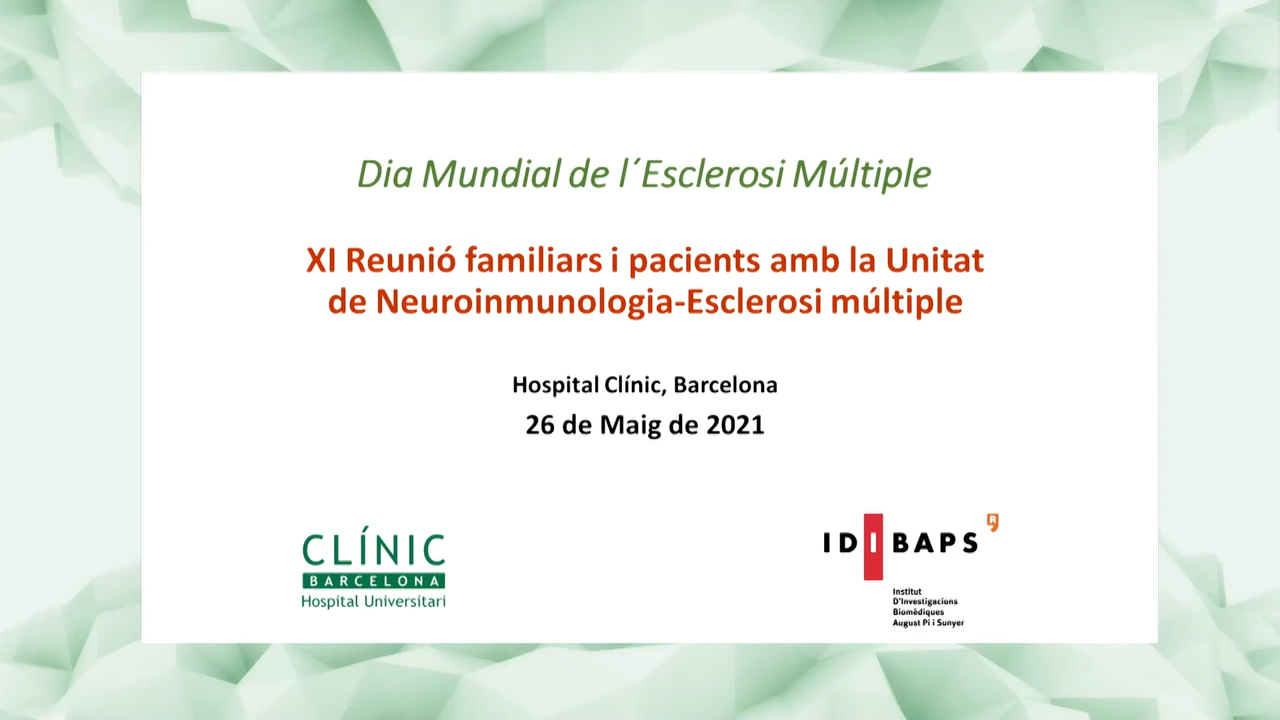 Dia Mundial de l´Esclerosi Múltiple
XI Reunió familiars i pacients amb la Unitat
de Neuroinmunologia-Esclerosi múltiple
Hospital Clínic, Barcelona
26 de Maig de 2021
CLÍNIC
BARCELONA
Hospital Universitari
IDIBAPS
R
Institut
D'Investigacions
Biomèdiques
August Pi i Sunyer